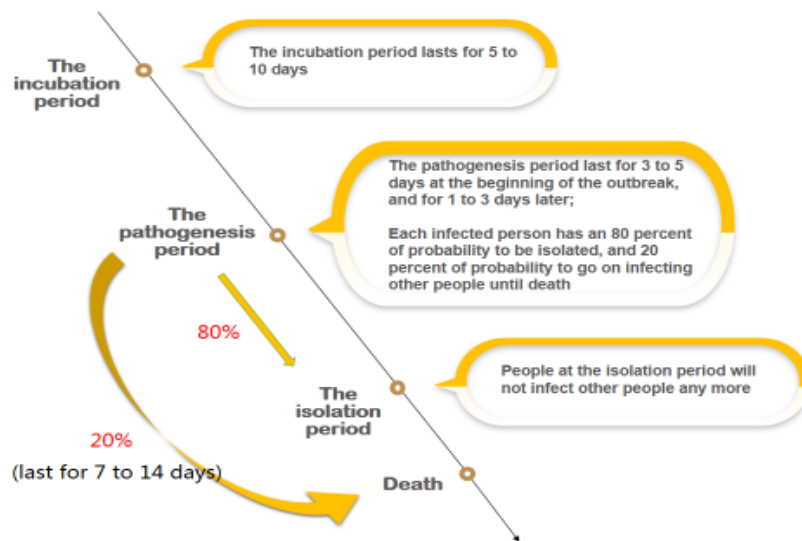 The incubation period lasts for 5 to
10 days
The
incubation
period
The pathogenesis period last for 3 to 5
days at the beginning of the outbreak,
and for 1 to 3 days later;
Each infected person has an 80 percent
of probability to be isolated, and 20
percent of probability to go on infecting
other people until death
The
pathogenesis
period
80%
People at the isolation period will
not infect other people any more
The
isolation
period
20%
(last for 7 to 14 days)
Death